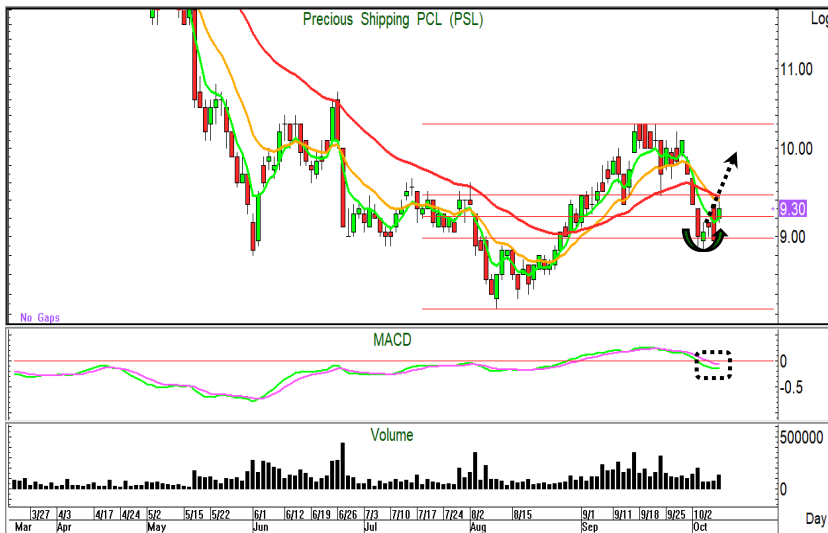 Precious Shipping PCL (PSL)
Log
11.00
10.00
9.30
9.00
No Gaps
MACD
0
-0.5
Volume
500000
0
3/27 4/3 4/17 4/24 5/2 5/15 5/22 6/1 6/12 6/19 6/26 7/3 7/10 7/17 7/24 8/2 8/15 9/1 9/11 9/18 9/25 10/2
Mar Apr May Jun Jul Aug Sep Oct
Day